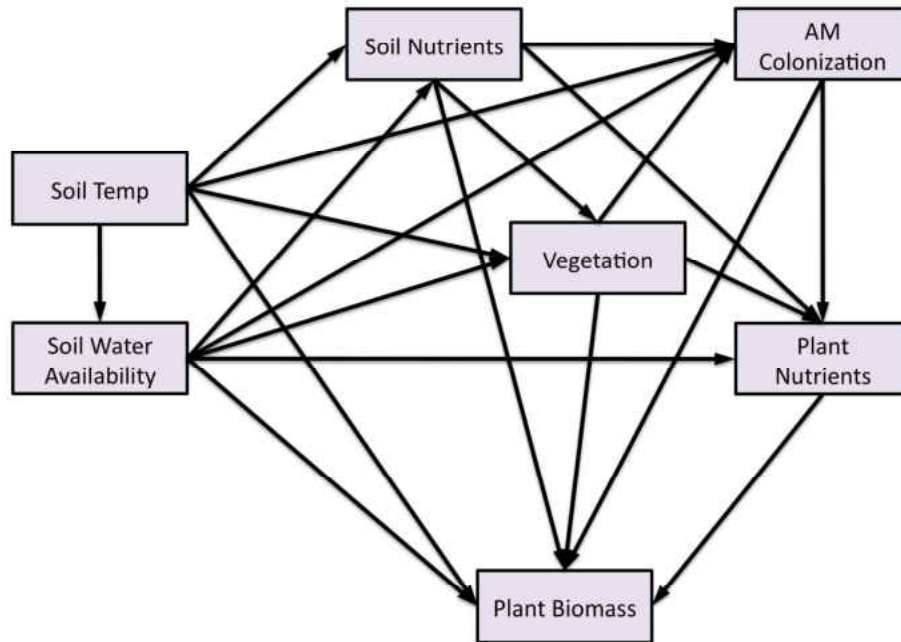 Soil Nutrients
AM
Colonization
Soil Temp
Vegetation
Soil Water
Availability
Plant
Nutrients
Plant Biomass